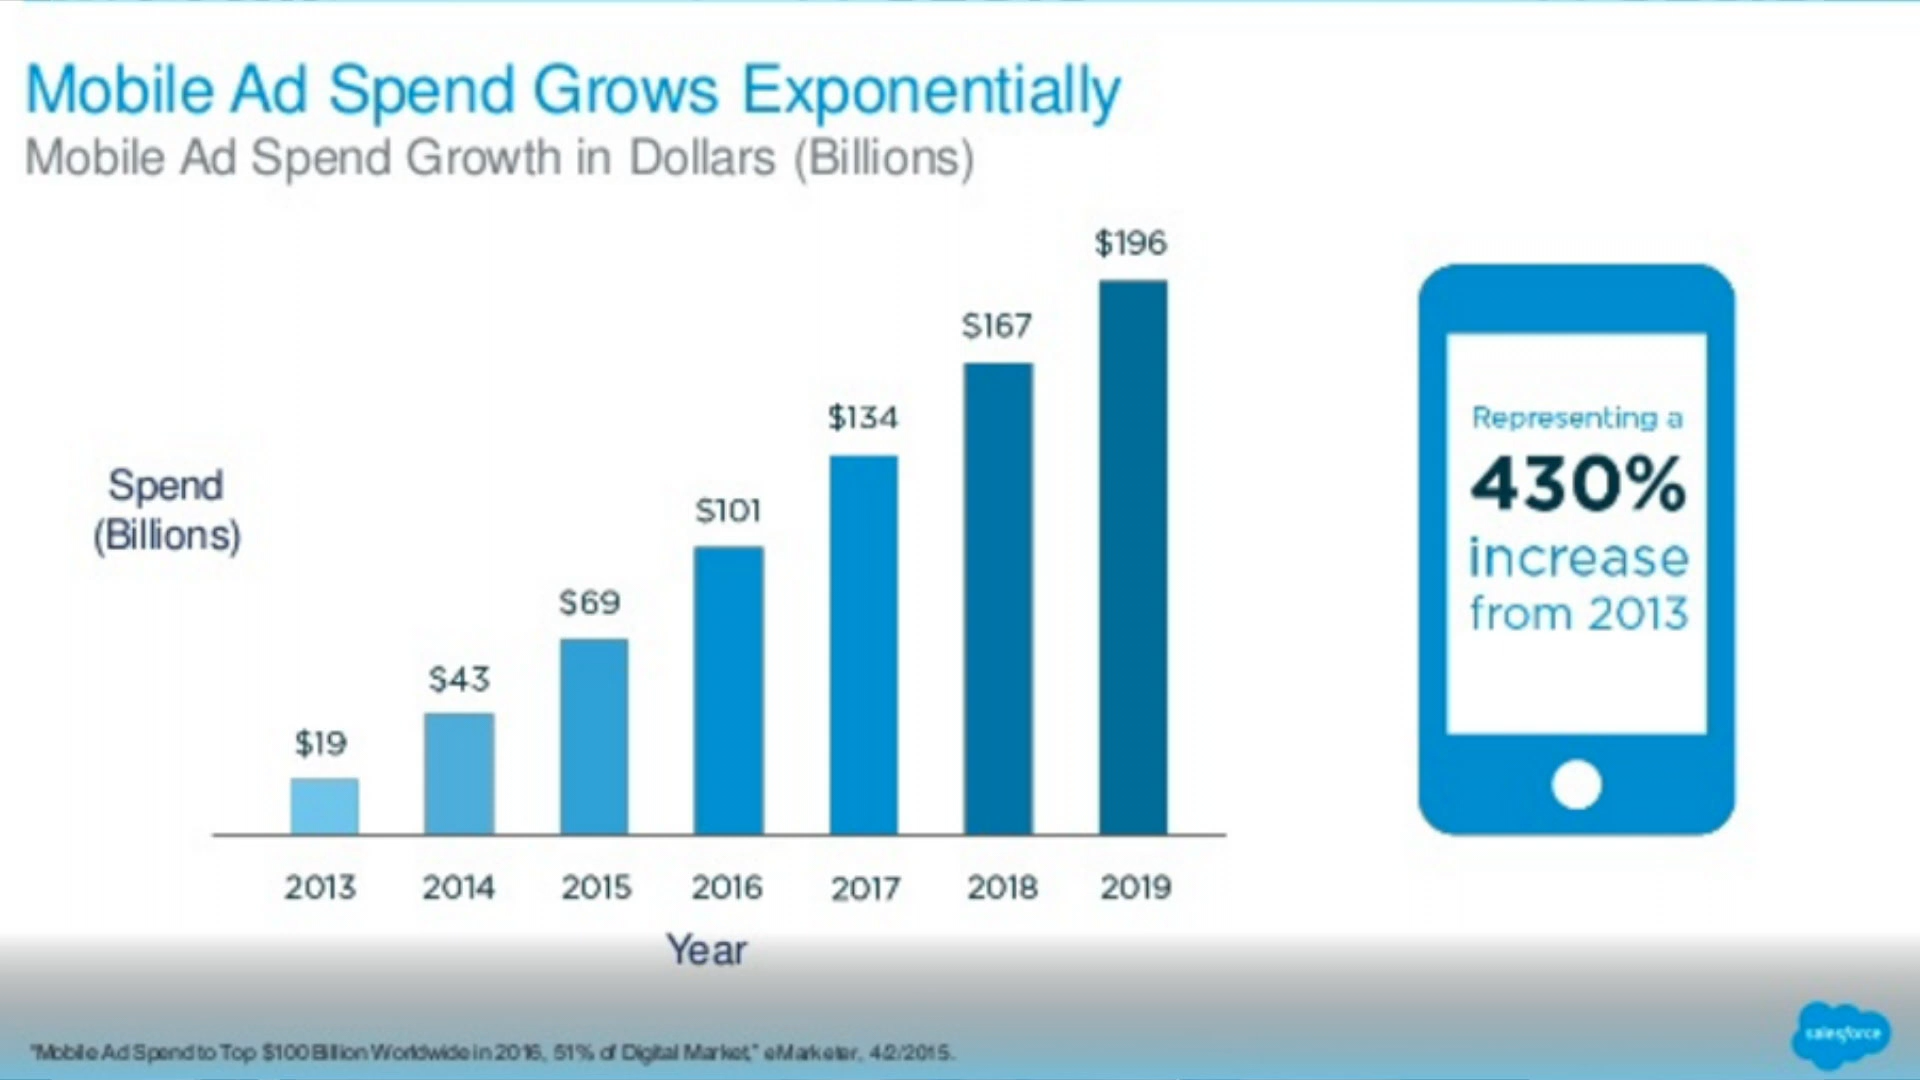 Mobile Ad Spend Grows Exponentially
Mobile Ad Spend Growth in Dollars (Billions)
$196
$167
$134
$101
$69
$43
$19
Spend
(Billions)
Representing a
430%
increase
from 2013
2013 2014 2015 2016 2017 2018 2019
Year
"Mobile Ad Spend to Top $100 Billion Worldwide in 2016, 51% of Digital Market," eMarketer, 4/2/2015.
salesforce